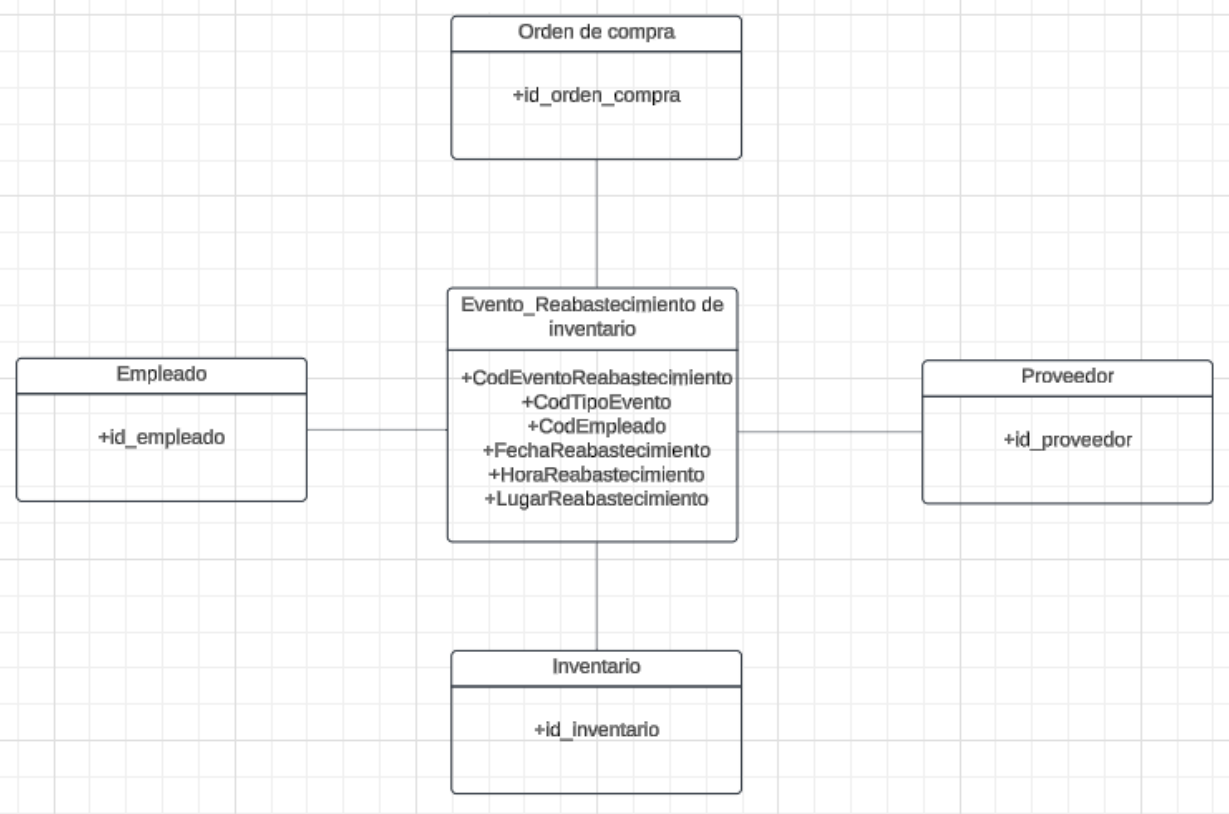 Orden de compra
+id_orden_compra
Evento_Reabastecimiento de
inventario
+CodEventoReabastecimiento
+CodTipoEvento
+CodEmpleado
+FechaReabastecimiento
+HoraReabastecimiento
+LugarReabastecimiento
Empleado
+id_empleado
Proveedor
+id_proveedor
Inventario
+id_inventario